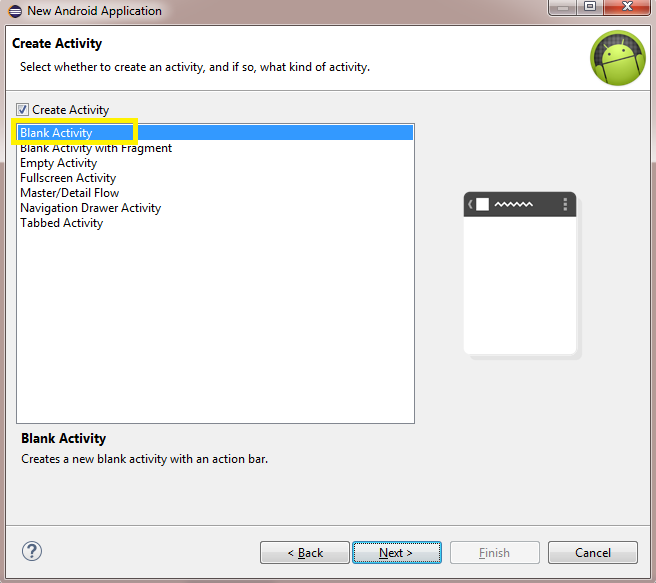 New Android Application
Create Activity
Select whether to create an activity, and if so, what kind of activity.
Create Activity
Blank Activity
Blank Activity with Fragment
Empty Activity
Fullscreen Activity
Master/Detail Flow
Navigation Drawer Activity
Tabbed Activity
Blank Activity
Creates a new blank activity with an action bar.
?
< Back
Next >
Finish
Cancel